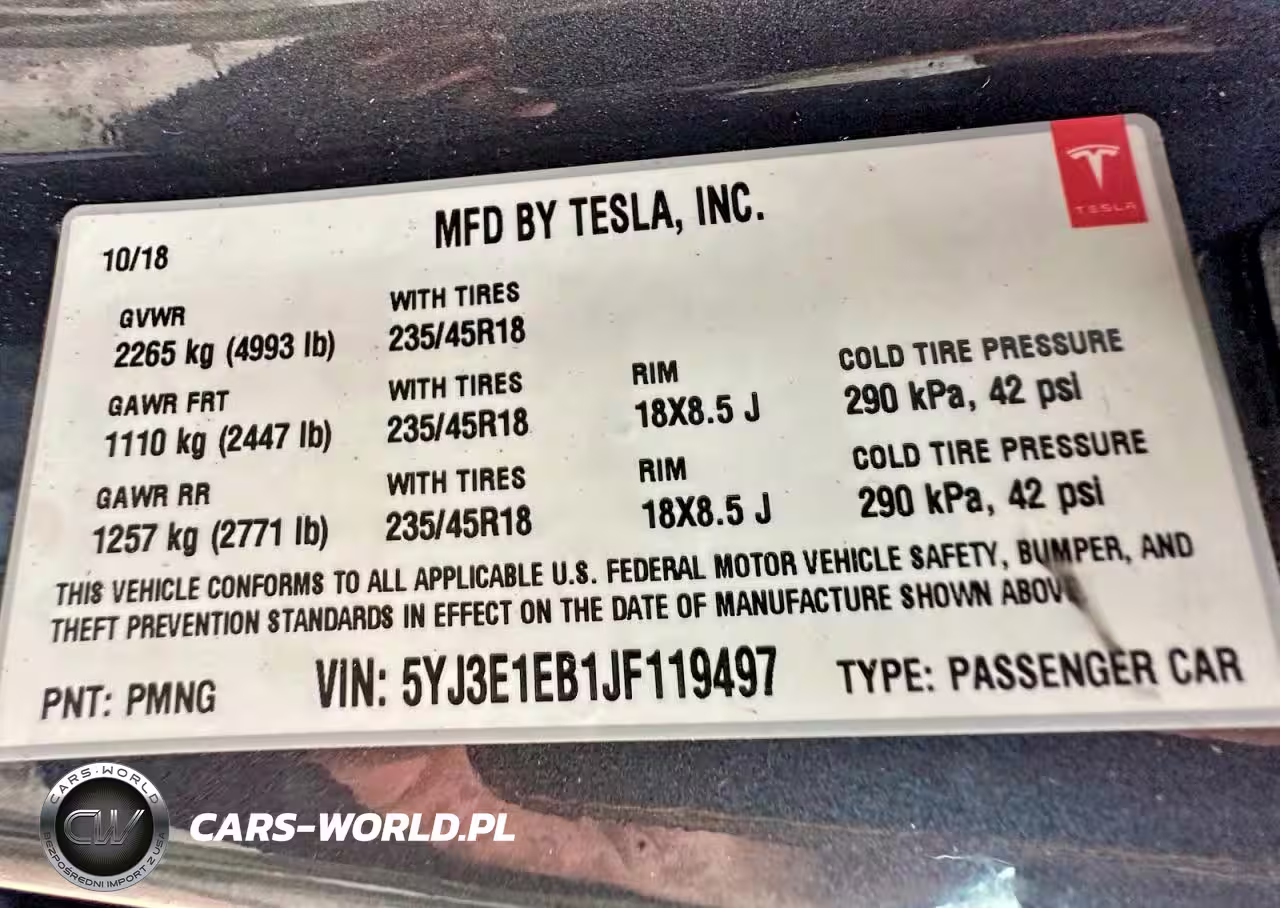 TESLA
MFD BY TESLA, INC.
10/18
GVWR
2265 kg (4993 lb)
WITH TIRES
235/45R18
GAWR FRT
1110 kg (2447 lb)
WITH TIRES
235/45R18
RIM
18X8.5 J
COLD TIRE PRESSURE
290 kPa, 42 psi
GAWR RR
1257 kg (2771 lb)
WITH TIRES
235/45R18
RIM
18X8.5 J
COLD TIRE PRESSURE
290 kPa, 42 psi
THIS VEHICLE CONFORMS TO ALL APPLICABLE U.S. FEDERAL MOTOR VEHICLE SAFETY, BUMPER, AND
THEFT PREVENTION STANDARDS IN EFFECT ON THE DATE OF MANUFACTURE SHOWN ABOVE
PNT: PMNG
VIN: 5YJ3E1EB1JF119497
TYPE: PASSENGER CAR
CARS-WORLD
CW
BEZPOŚREDNI IMPORT Z USA
CARS-WORLD.PL